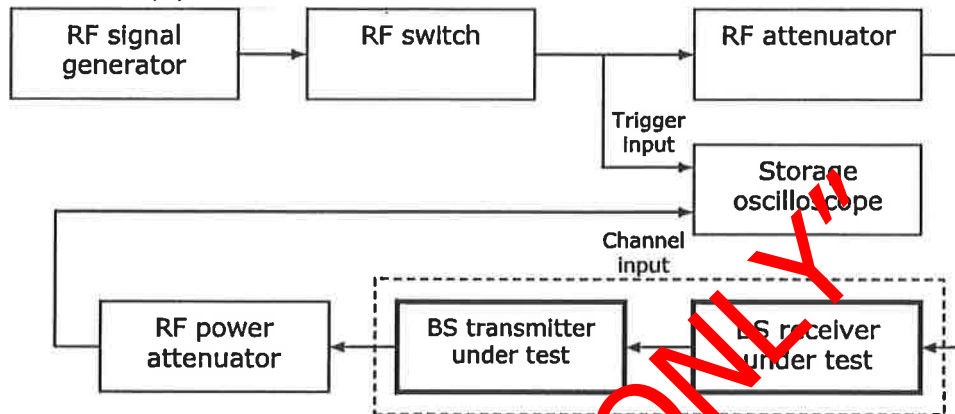 RF signal
generator
RF switch
RF attenuator
Trigger
input
Storage
oscilloscope
Channel
input
RF power
attenuator
BS transmitter
under test
BS receiver
under test
ONLY"